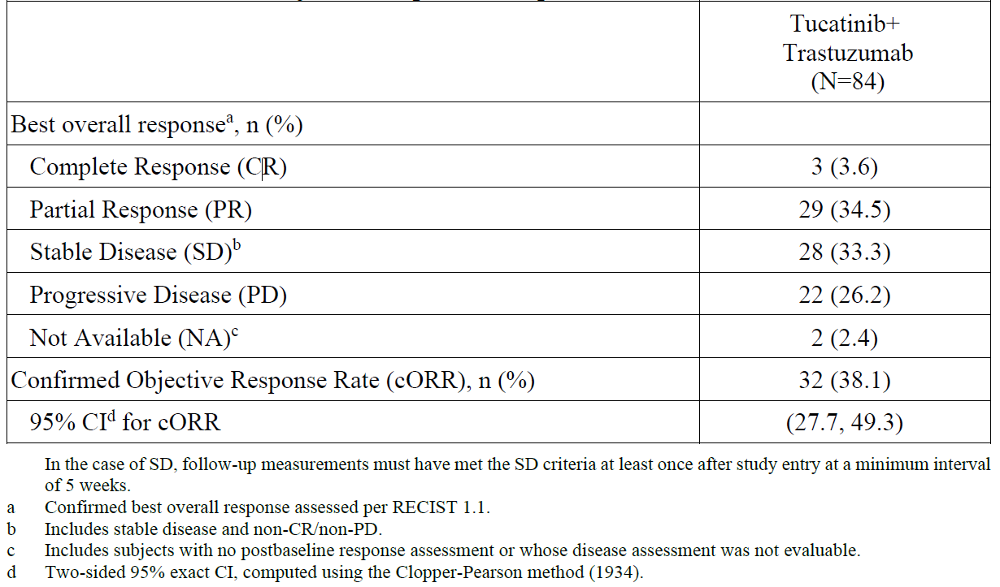 Tucatinib+
Trastuzumab
(N=84)
Best overall responseᵃ, n (%)
Complete Response (CR) 3 (3.6)
Partial Response (PR) 29 (34.5)
Stable Disease (SD)ᵇ 28 (33.3)
Progressive Disease (PD) 22 (26.2)
Not Available (NA)ᶜ 2 (2.4)
Confirmed Objective Response Rate (cORR), n (%) 32 (38.1)
95% CIᵈ for cORR (27.7, 49.3)
In the case of SD, follow-up measurements must have met the SD criteria at least once after study entry at a minimum interval
of 5 weeks.
a Confirmed best overall response assessed per RECIST 1.1.
b Includes stable disease and non-CR/non-PD.
c Includes subjects with no postbaseline response assessment or whose disease assessment was not evaluable.
d Two-sided 95% exact CI, computed using the Clopper-Pearson method (1934).